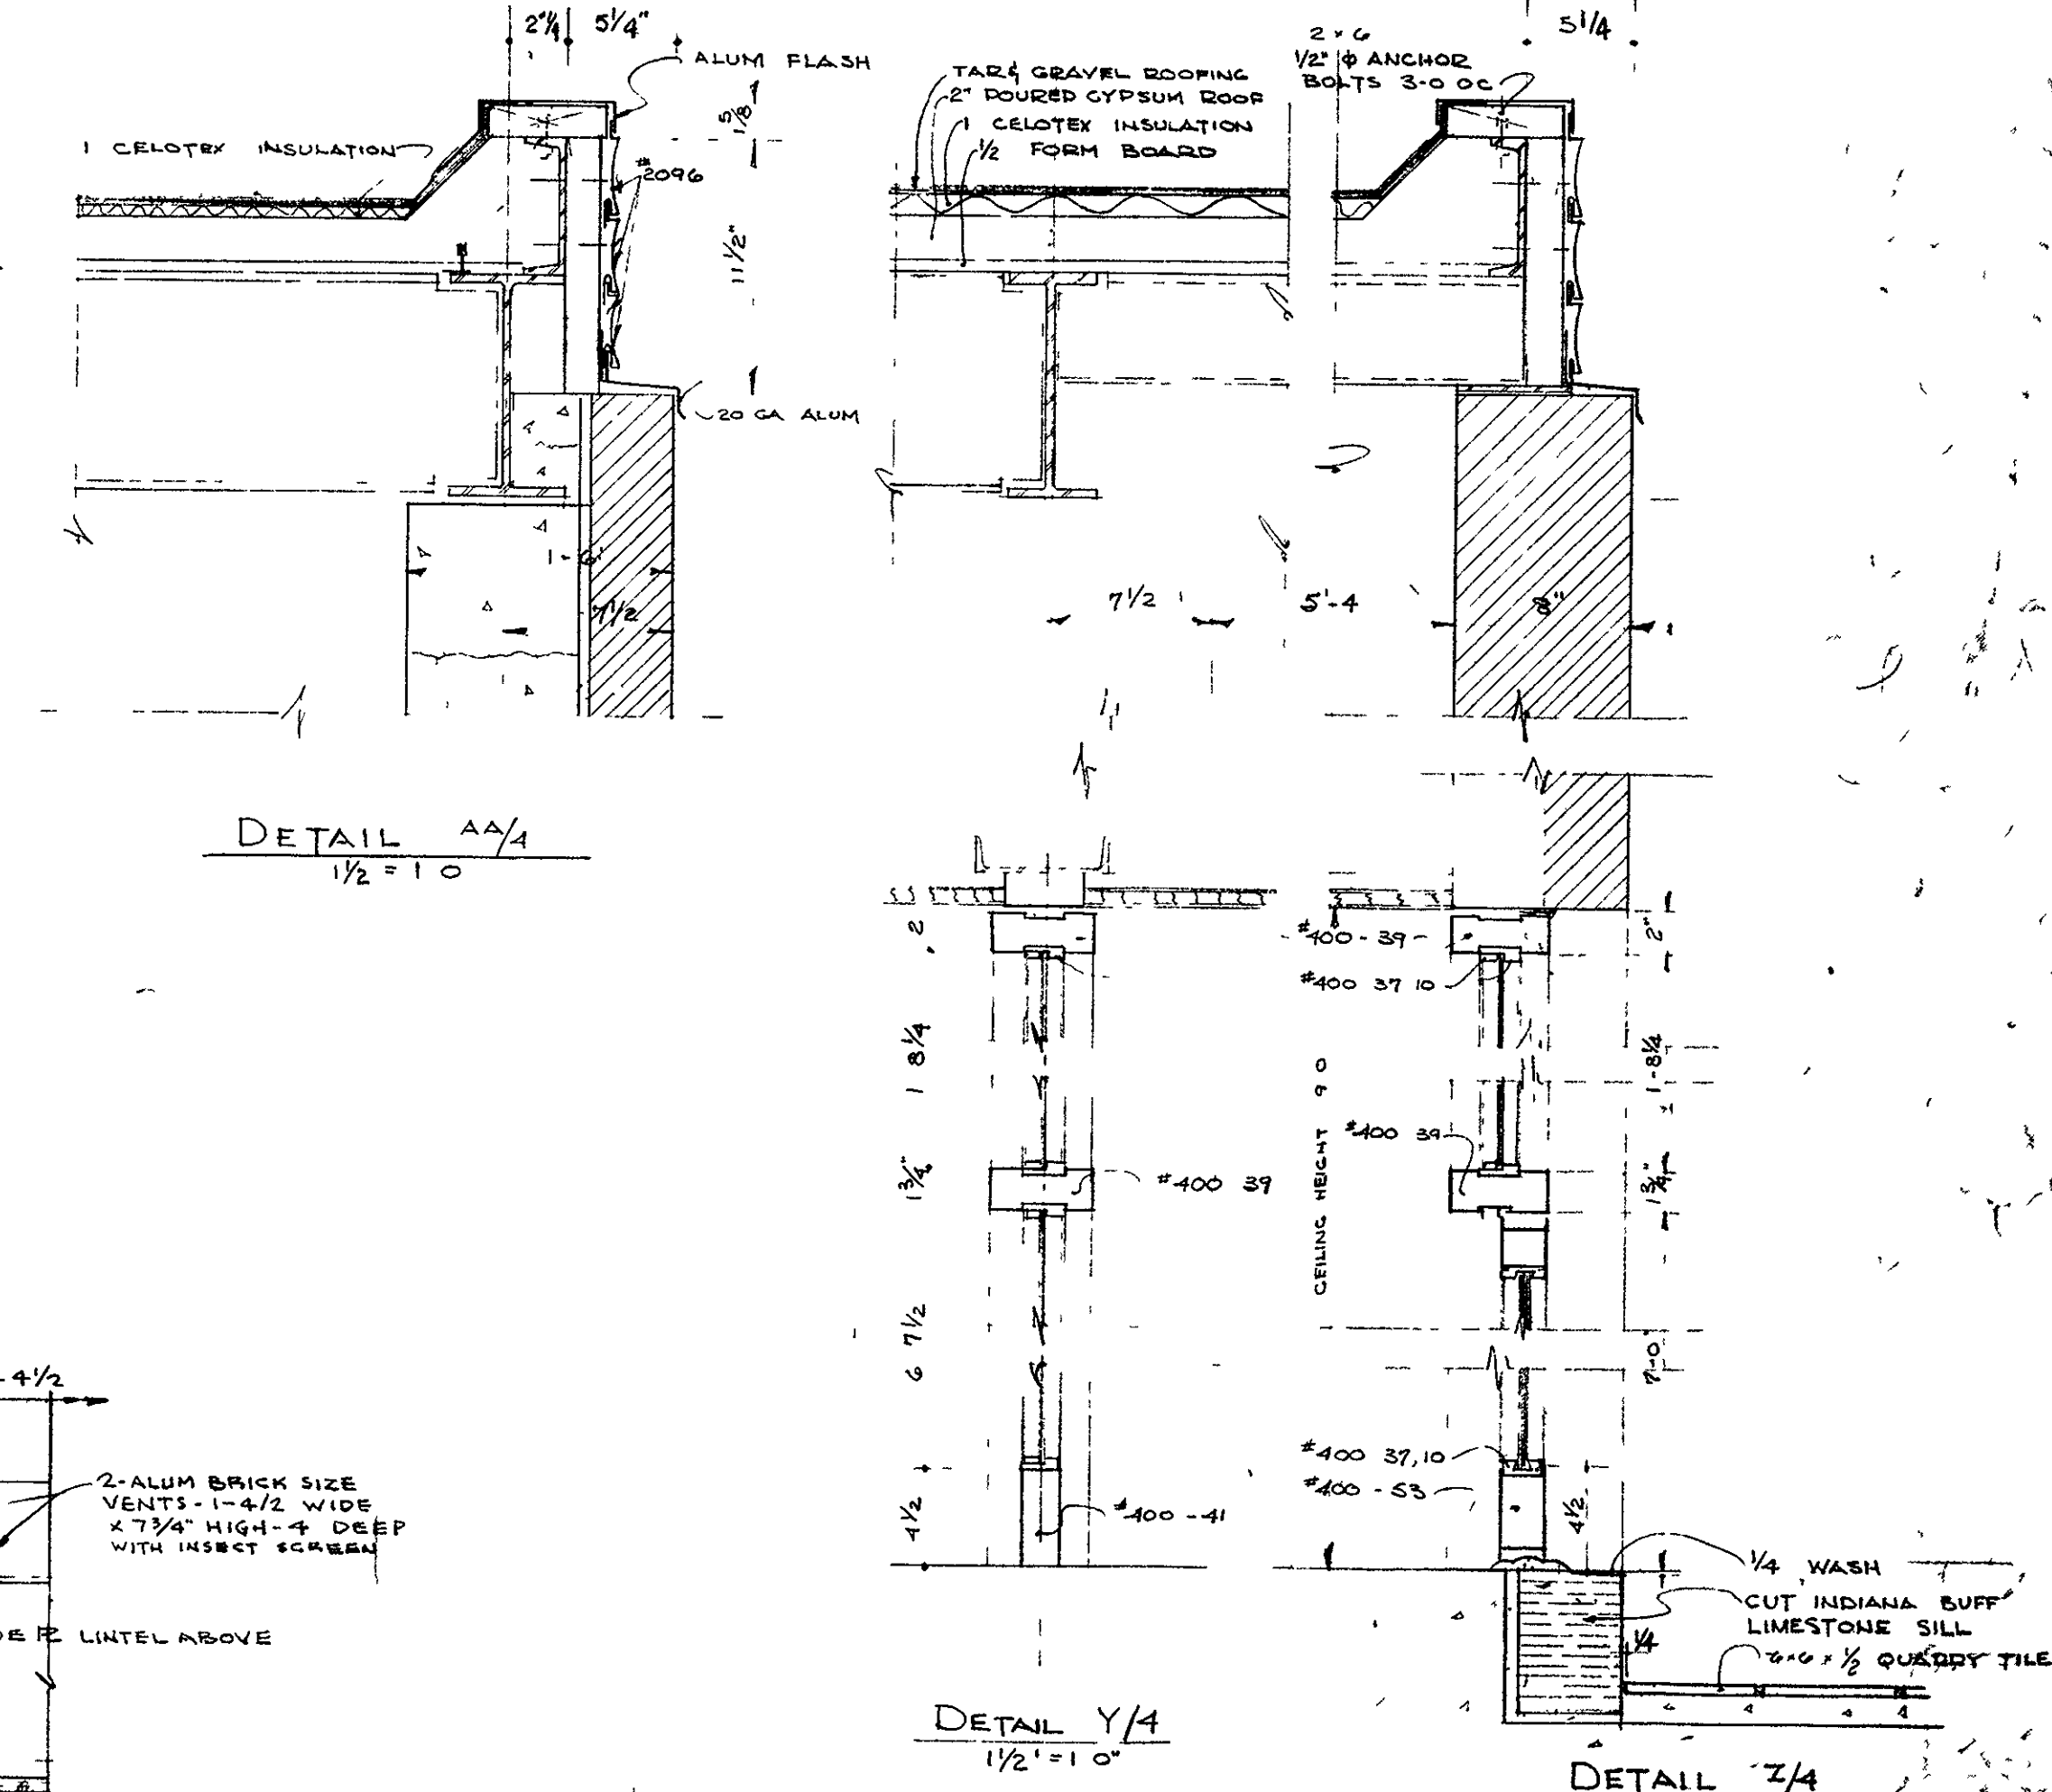 2"1/4 5 1/4"
ALUM FLASH
5/8
1 CELOTEX INSULATION
#2096
11 1/2"
20 GA ALUM
1-6"
7 1/2
DETAIL AA/4
1 1/2 = 1 0
TAR & GRAVEL ROOFING
2" POURED GYPSUM ROOF
1 CELOTEX INSULATION
1/2 FORM BOARD
2 x 6
1/2" φ ANCHOR
BOLTS 3-0 OC
5 1/4
7 1/2
5'-4
8"
2
1 8 1/4
1 3/4"
#400 39
6 7 1/2
4 1/2
#400-41
DETAIL Y/4
1 1/2' = 1 0"
#400-39
#400 37 10
2"
CEILING HEIGHT 9 0
1-8 1/4
#400 39
1 3/4"
7'-0"
#400 37,10
#400-53
4 1/2
1/4 WASH
CUT INDIANA BUFF
LIMESTONE SILL
1/4
6x6x1/2 QUARRY TILE
DETAIL Z/4
-4 1/2
2-ALUM BRICK SIZE
VENTS-1-4/2 WIDE
x 7 3/4" HIGH-4 DEEP
WITH INSECT SCREEN
LINTEL ABOVE